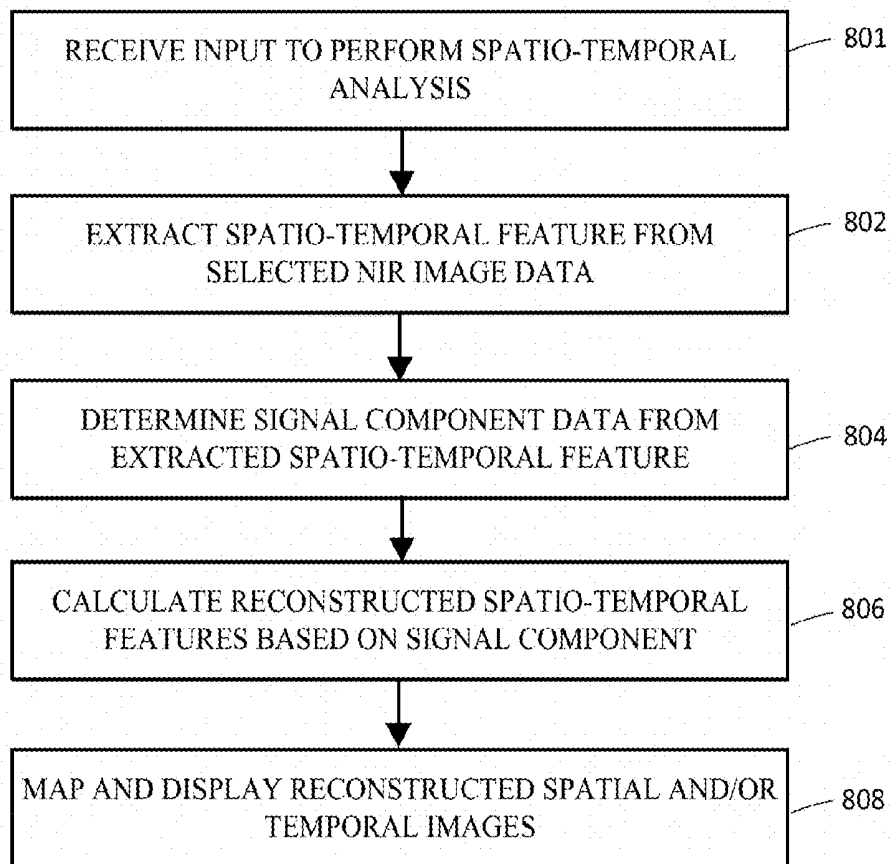 RECEIVE INPUT TO PERFORM SPATIO-TEMPORAL
ANALYSIS
801
EXTRACT SPATIO-TEMPORAL FEATURE FROM
SELECTED NIR IMAGE DATA
802
DETERMINE SIGNAL COMPONENT DATA FROM
EXTRACTED SPATIO-TEMPORAL FEATURE
804
CALCULATE RECONSTRUCTED SPATIO-TEMPORAL
FEATURES BASED ON SIGNAL COMPONENT
806
MAP AND DISPLAY RECONSTRUCTED SPATIAL AND/OR
TEMPORAL IMAGES
808